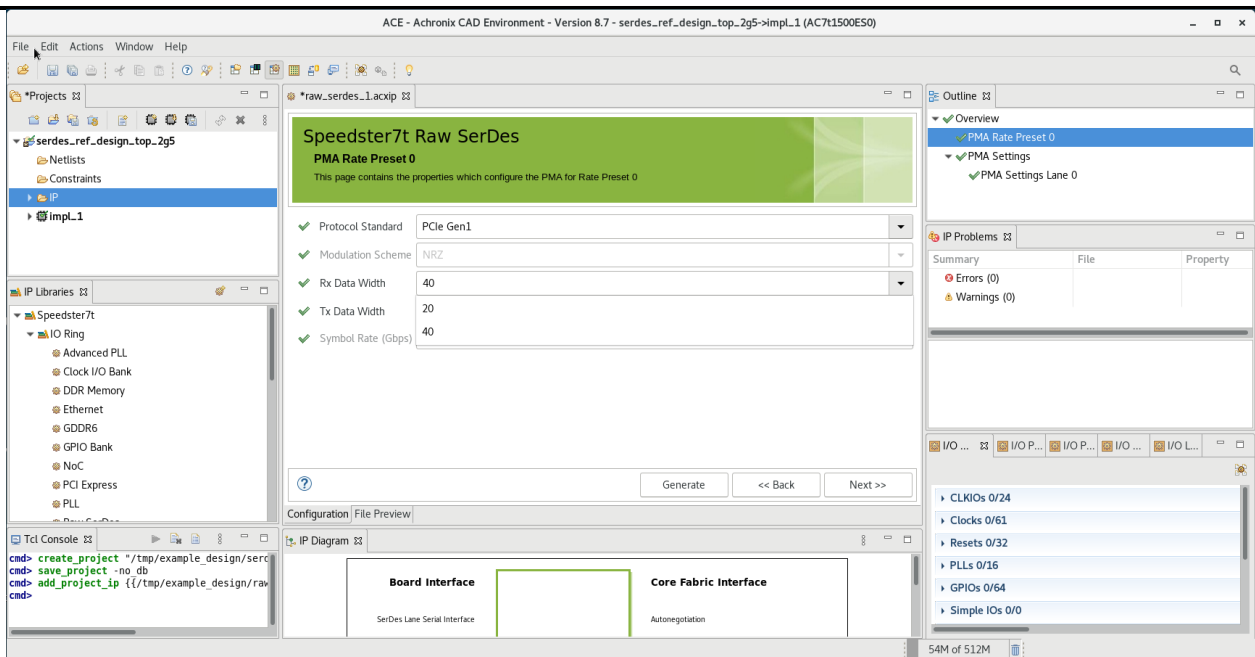 ACE - Achronix CAD Environment - Version 8.7 - serdes_ref_design_top_2g5->impl_1 (AC7t1500ES0)
File Edit Actions Window Help
*Projects
serdes_ref_design_top_2g5
Netlists
Constraints
IP
impl_1
IP Libraries
Speedster7t
IO Ring
Advanced PLL
Clock I/O Bank
DDR Memory
Ethernet
GDDR6
GPIO Bank
NoC
PCI Express
PLL
Tcl Console
cmd> create_project "/tmp/example_design/serd
cmd> save_project -no_db
cmd> add_project_ip {{/tmp/example_design/raw
cmd>
*raw_serdes_1.acxip
Speedster7t Raw SerDes
PMA Rate Preset 0
This page contains the properties which configure the PMA for Rate Preset 0
Protocol Standard PCIe Gen1
Modulation Scheme NRZ
Rx Data Width 40
Tx Data Width 20
Symbol Rate (Gbps) 40
Generate << Back Next >>
Configuration File Preview
IP Diagram
Board Interface Core Fabric Interface
SerDes Lane Serial Interface Autonegotiation
Outline
Overview
PMA Rate Preset 0
PMA Settings
PMA Settings Lane 0
IP Problems
Summary File Property
Errors (0)
Warnings (0)
I/O ... I/O P... I/O P... I/O ... I/O L...
CLKIOs 0/24
Clocks 0/61
Resets 0/32
PLLs 0/16
GPIOs 0/64
Simple IOs 0/0
54M of 512M